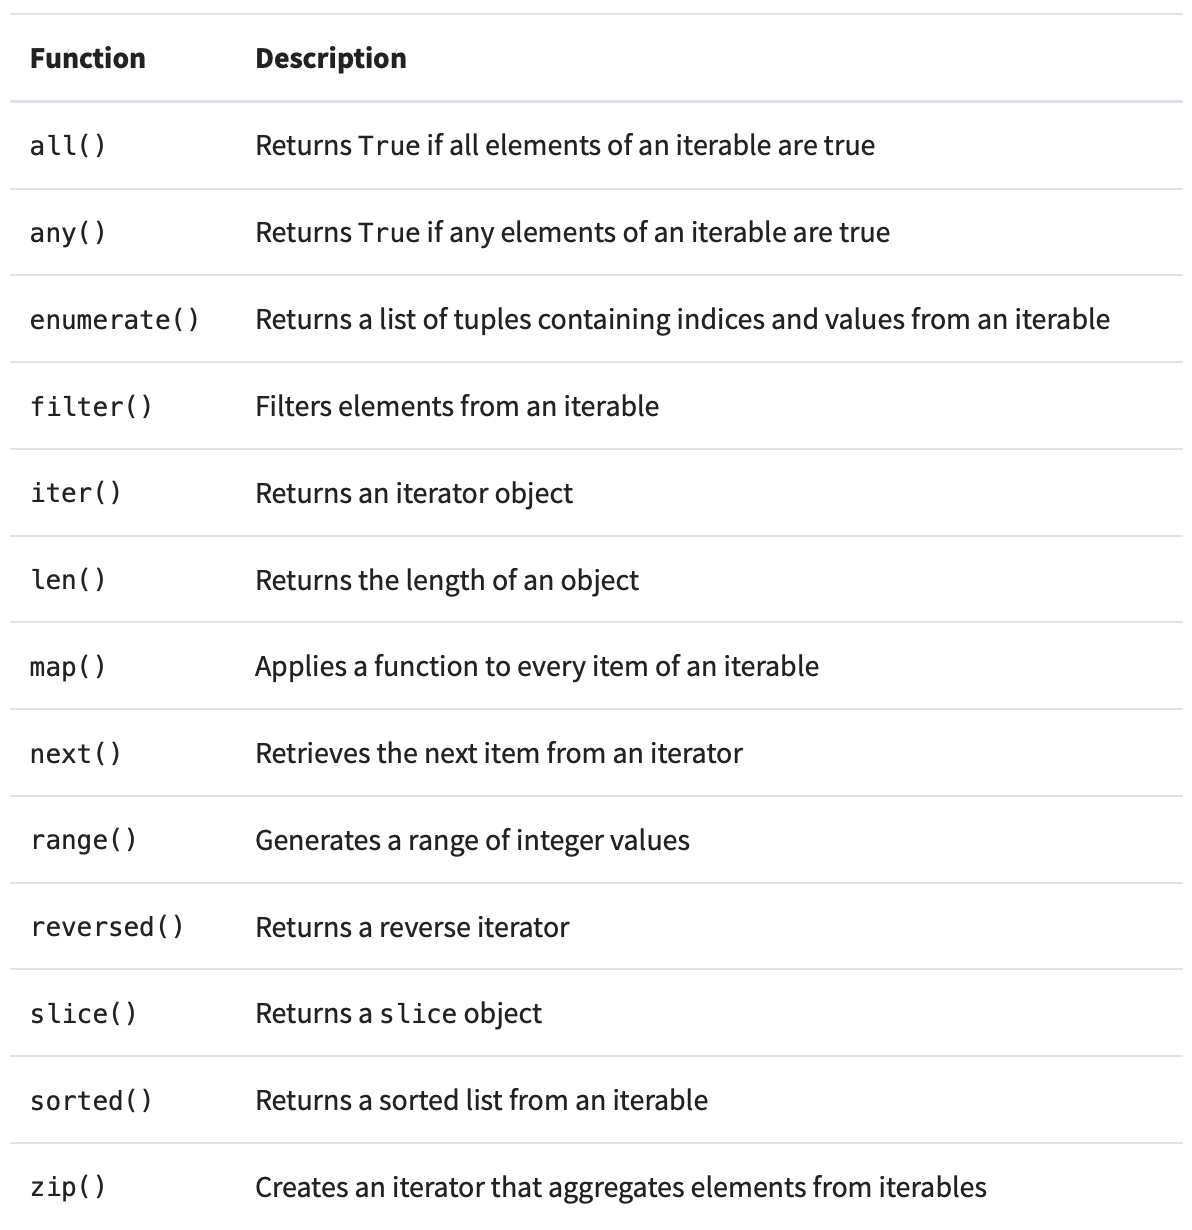 Function Description
all() Returns True if all elements of an iterable are true
any() Returns True if any elements of an iterable are true
enumerate() Returns a list of tuples containing indices and values from an iterable
filter() Filters elements from an iterable
iter() Returns an iterator object
len() Returns the length of an object
map() Applies a function to every item of an iterable
next() Retrieves the next item from an iterator
range() Generates a range of integer values
reversed() Returns a reverse iterator
slice() Returns a slice object
sorted() Returns a sorted list from an iterable
zip() Creates an iterator that aggregates elements from iterables